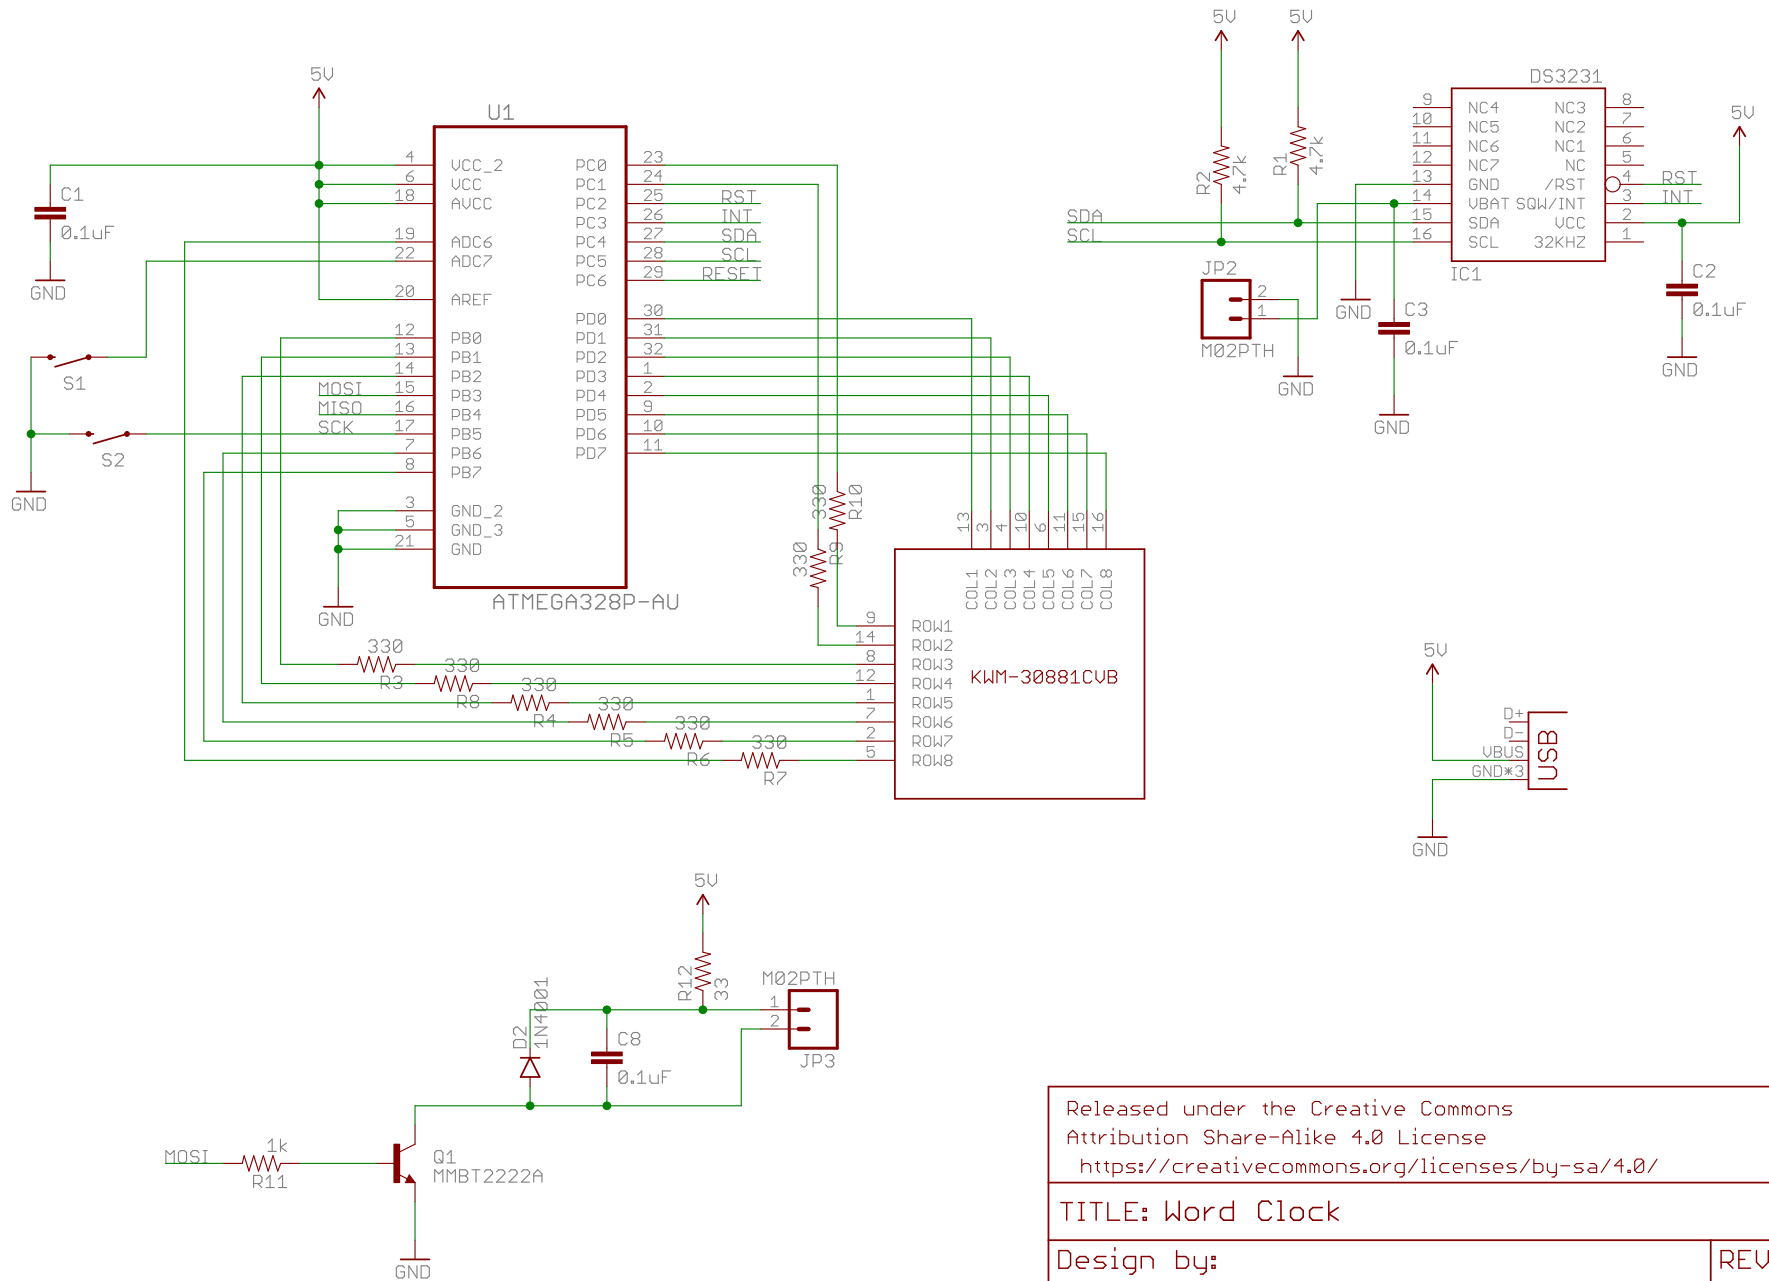 5V
U1
4 VCC_2
6 VCC
18 AVCC
19 ADC6
22 ADC7
20 AREF
12 PB0
13 PB1
14 PB2
MOSI 15 PB3
MISO 16 PB4
SCK 17 PB5
7 PB6
8 PB7
3 GND_2
5 GND_3
21 GND
PC0 23
PC1 24
PC2 25 RST
PC3 26 INT
PC4 27 SDA
PC5 28 SCL
PC6 29 RESET
PD0 30
PD1 31
PD2 32
PD3 1
PD4 2
PD5 9
PD6 10
PD7 11
ATMEGA328P-AU
C1
0.1uF
GND
S1
S2
GND
GND
330
R10
330
R9
330
R3
330
R8
330
R4
330
R5
330
R6
330
R7
13 3 4 10 6 11 15 16
COL1 COL2 COL3 COL4 COL5 COL6 COL7 COL8
9 ROW1
14 ROW2
8 ROW3
12 ROW4
1 ROW5
7 ROW6
2 ROW7
5 ROW8
KWM-30881CVB
5V
5V
R2
4.7k
R1
4.7k
SDA
SCL
DS3231
9 NC4
10 NC5
11 NC6
12 NC7
13 GND
14 VBAT
15 SDA
16 SCL
NC3 8
NC2 7
NC1 6
NC 5
/RST 4 RST
SQW/INT 3 INT
VCC 2
32KHZ 1
IC1
5V
JP2
2
1
M02PTH
GND
GND
C3
0.1uF
GND
C2
0.1uF
GND
5V
D+
D-
VBUS
GND*3
USB
GND
5V
R12
33
M02PTH
1
2
JP3
D2
1N4001
C8
0.1uF
MOSI
1k
R11
Q1
MMBT2222A
GND
Released under the Creative Commons
Attribution Share-Alike 4.0 License
https://creativecommons.org/licenses/by-sa/4.0/
TITLE: Word Clock
Design by:
REV